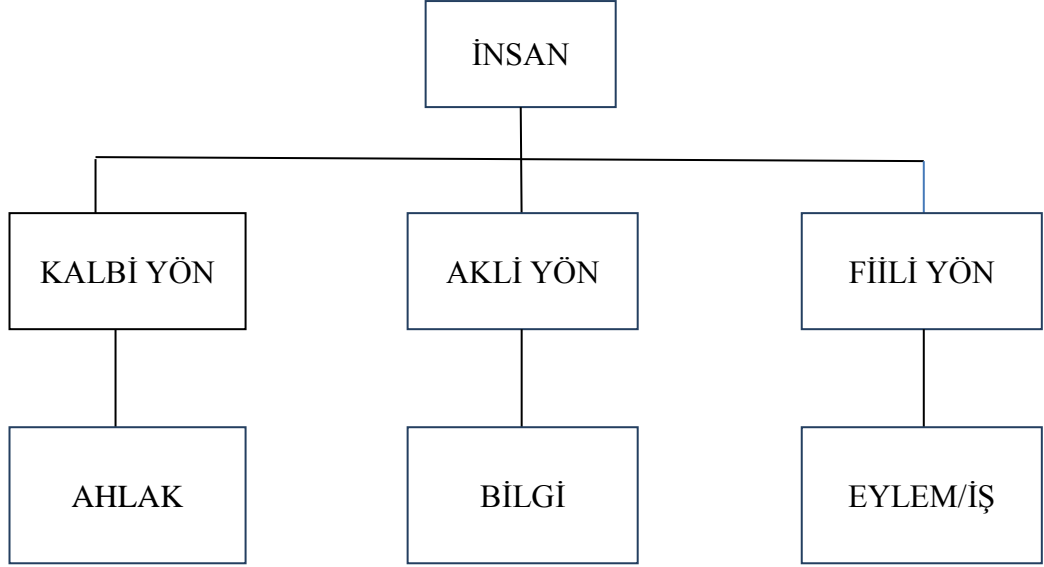 İNSAN
KALBİ YÖN
AKLİ YÖN
FİİLİ YÖN
AHLAK
BİLGİ
EYLEM/İŞ